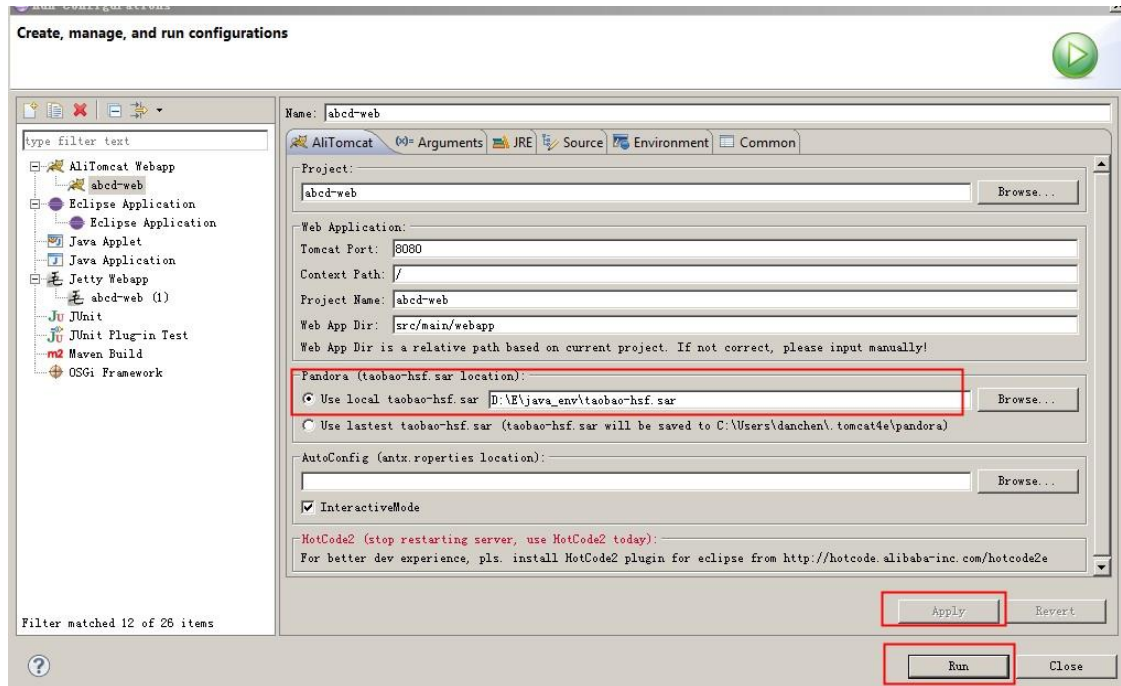 Run Configurations
Create, manage, and run configurations
type filter text
AliTomcat Webapp
abcd-web
Eclipse Application
Eclipse Application
Java Applet
Java Application
Jetty Webapp
abcd-web (1)
Ju JUnit
JUnit Plug-in Test
m2 Maven Build
OSGi Framework
Filter matched 12 of 26 items
Name: abcd-web
AliTomcat (x)= Arguments JRE Source Environment Common
Project:
abcd-web Browse...
Web Application:
Tomcat Port: 8080
Context Path: /
Project Name: abcd-web
Web App Dir: src/main/webapp
Web App Dir is a relative path based on current project. If not correct, please input manually!
Pandora (taobao-hsf.sar location):
Use local taobao-hsf.sar D:\E\java_env\taobao-hsf.sar Browse...
Use lastest taobao-hsf.sar (taobao-hsf.sar will be saved to C:\Users\danchen\.tomcat4e\pandora)
AutoConfig (antx.roperties location):
Browse...
InteractiveMode
HotCode2 (stop restarting server, use HotCode2 today):
For better dev experience, pls. install HotCode2 plugin for eclipse from http://hotcode.alibaba-inc.com/hotcode2e
Apply Revert
? Run Close